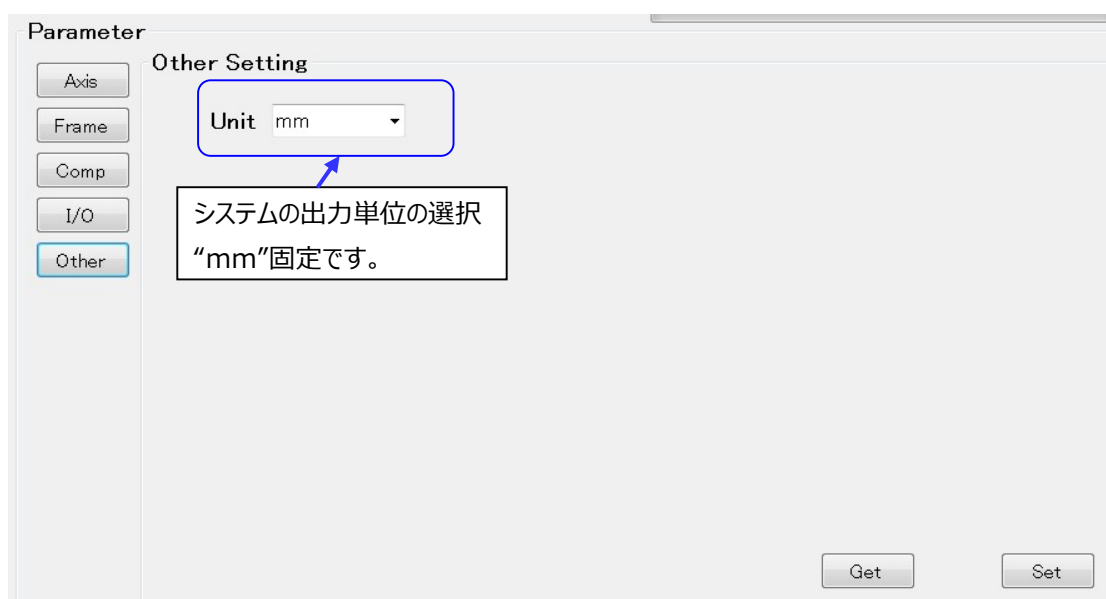 Parameter
Axis
Frame
Comp
I/O
Other
Other Setting
Unit mm
システムの出力単位の選択
“mm”固定です。
Get
Set